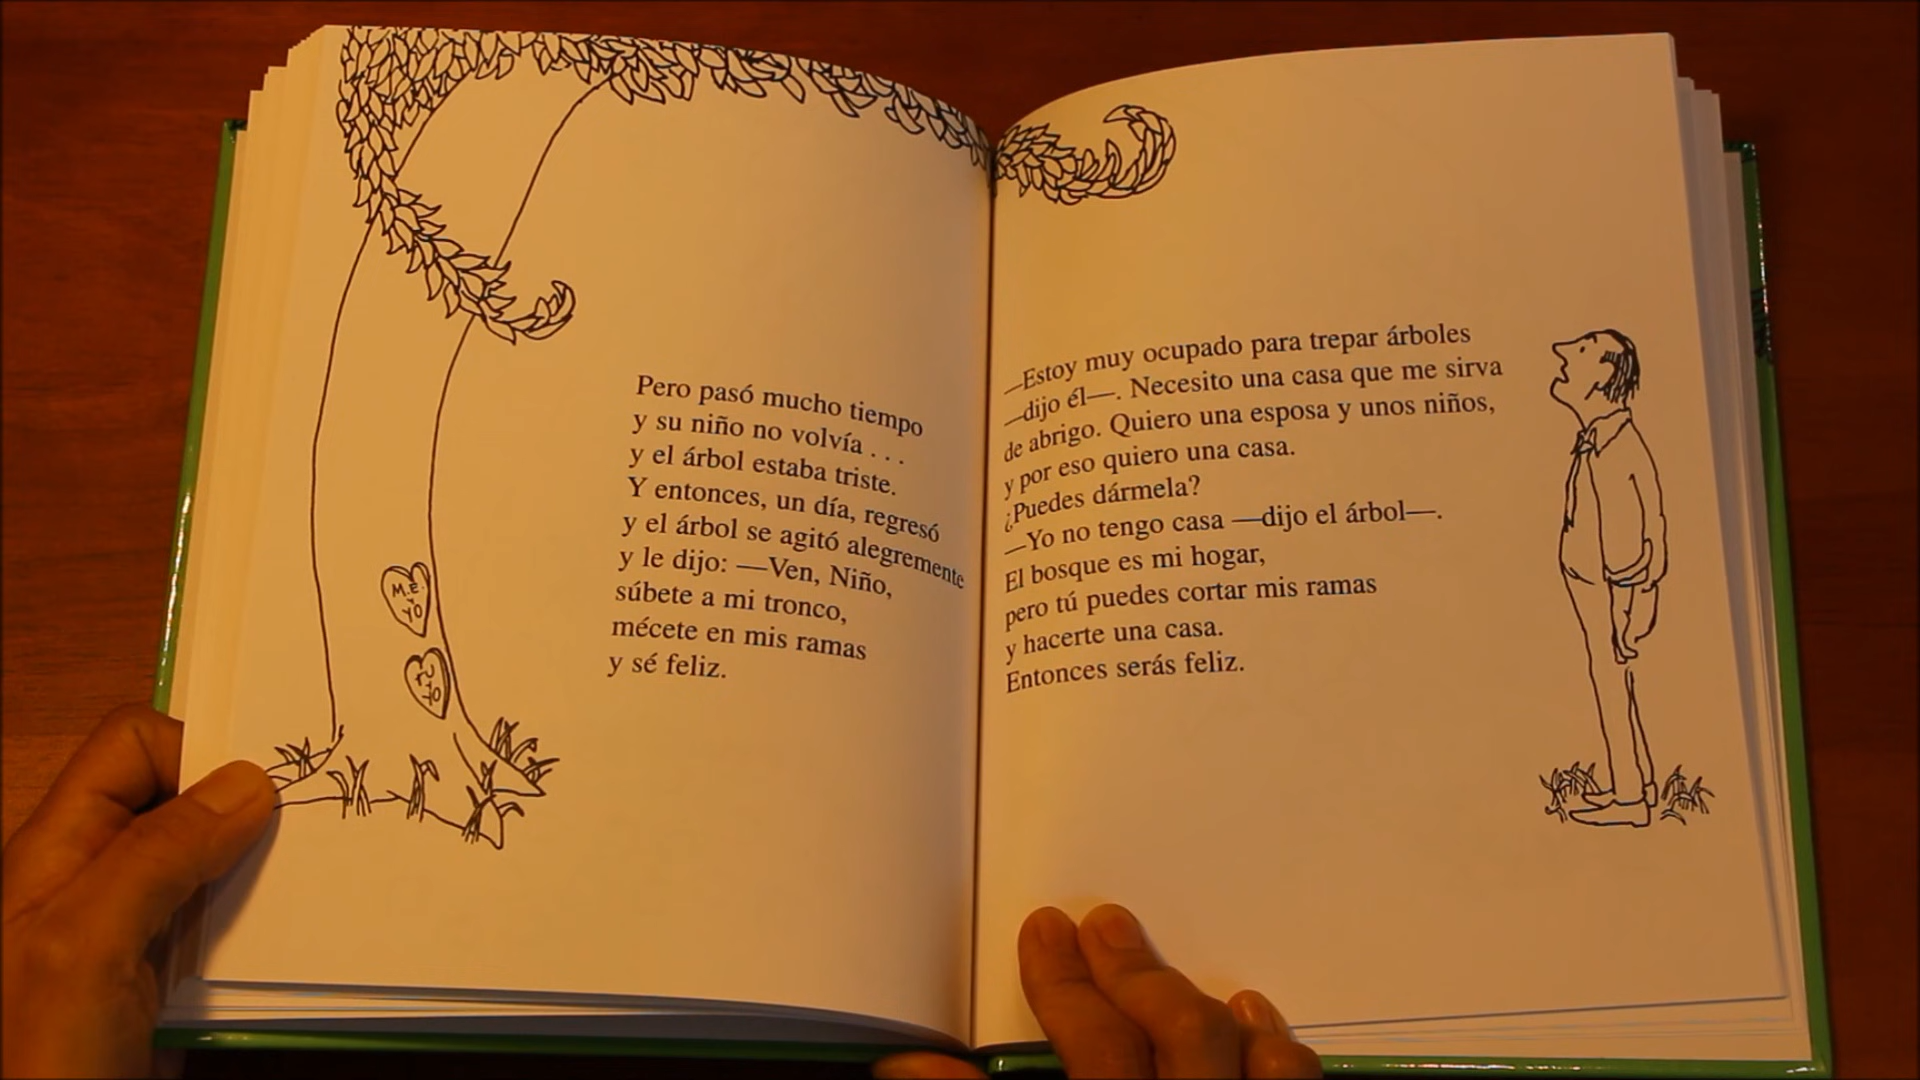 M.E.
y
YO
TÚ
y
YO
Pero pasó mucho tiempo
y su niño no volvía . . .
y el árbol estaba triste.
Y entonces, un día, regresó
y el árbol se agitó alegremente
y le dijo: —Ven, Niño,
súbete a mi tronco,
mécete en mis ramas
y sé feliz.
—Estoy muy ocupado para trepar árboles
—dijo él—. Necesito una casa que me sirva
de abrigo. Quiero una esposa y unos niños,
y por eso quiero una casa.
¿Puedes dármela?
—Yo no tengo casa —dijo el árbol—.
El bosque es mi hogar,
pero tú puedes cortar mis ramas
y hacerte una casa.
Entonces serás feliz.